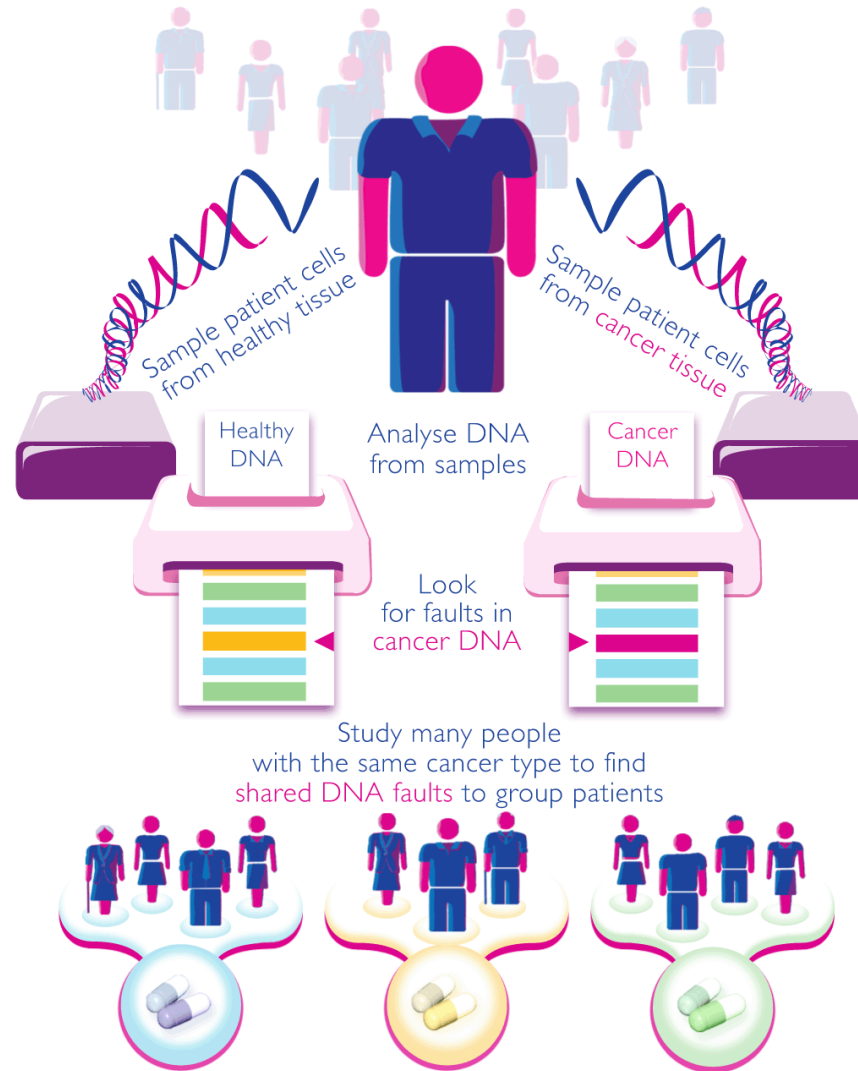 Sample patient cells
from healthy tissue
Sample patient cells
from cancer tissue
Healthy
DNA
Analyse DNA
from samples
Cancer
DNA
Look
for faults in
cancer DNA
Study many people
with the same cancer type to find
shared DNA faults to group patients